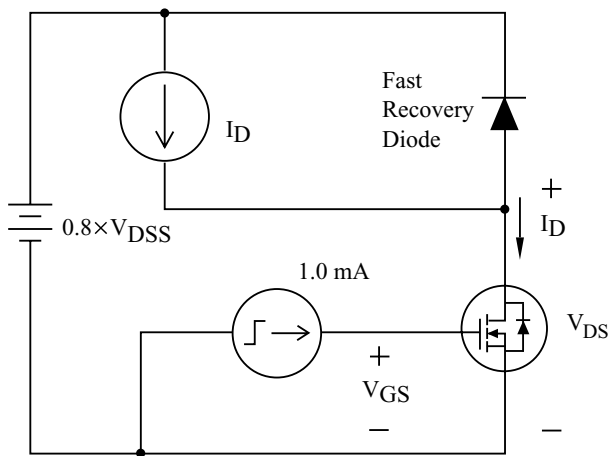 Fast
Recovery
Diode
I_D
+
I_D
0.8×V_DSS
1.0 mA
+
V_GS
−
V_DS
−